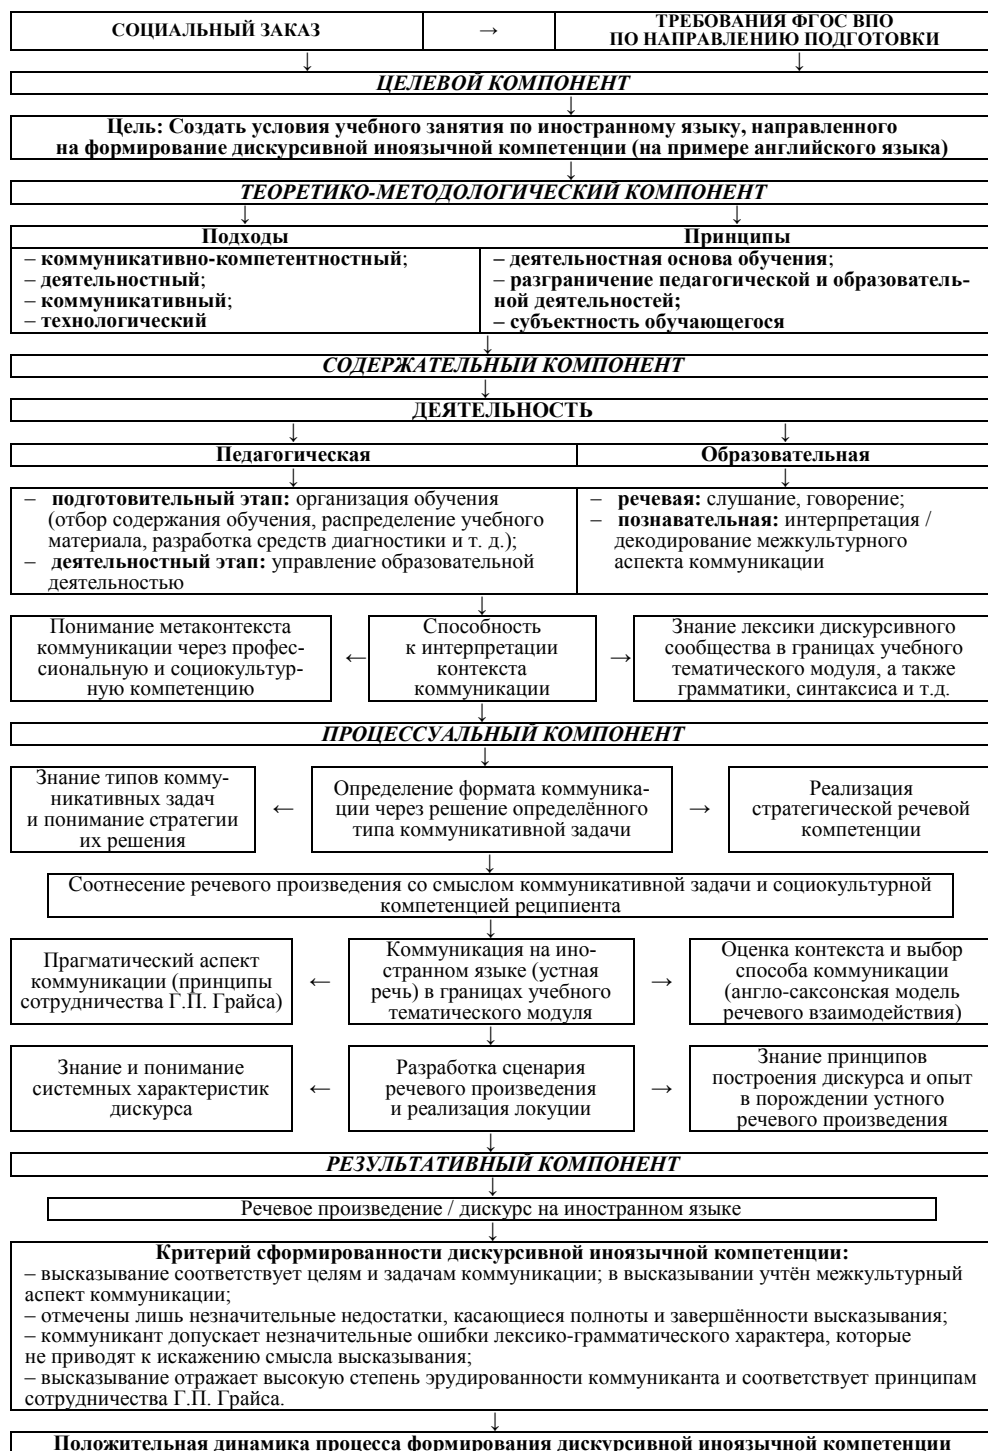 СОЦИАЛЬНЫЙ ЗАКАЗ
→
ТРЕБОВАНИЯ ФГОС ВПО
ПО НАПРАВЛЕНИЮ ПОДГОТОВКИ
↓ ↓
ЦЕЛЕВОЙ КОМПОНЕНТ
↓
Цель: Создать условия учебного занятия по иностранному языку, направленного
на формирование дискурсивной иноязычной компетенции (на примере английского языка)
↓
ТЕОРЕТИКО-МЕТОДОЛОГИЧЕСКИЙ КОМПОНЕНТ
↓ ↓
Подходы
– коммуникативно-компетентностный;
– деятельностный;
– коммуникативный;
– технологический
Принципы
– деятельностная основа обучения;
– разграничение педагогической и образователь-
ной деятельностей;
– субъектность обучающегося
↓
СОДЕРЖАТЕЛЬНЫЙ КОМПОНЕНТ
↓
ДЕЯТЕЛЬНОСТЬ
↓ ↓
Педагогическая
Образовательная
↓ ↓
– подготовительный этап: организация обучения
(отбор содержания обучения, распределение учебного
материала, разработка средств диагностики и т. д.);
– деятельностный этап: управление образовательной
деятельностью
– речевая: слушание, говорение;
– познавательная: интерпретация /
декодирование межкультурного
аспекта коммуникации
↓
Понимание метаконтекста
коммуникации через профес-
сиональную и социокультур-
ную компетенцию
←
Способность
к интерпретации
контекста
коммуникации
→
Знание лексики дискурсивного
сообщества в границах учебного
тематического модуля, а также
грамматики, синтаксиса и т.д.
↓
ПРОЦЕССУАЛЬНЫЙ КОМПОНЕНТ
↓
Знание типов комму-
никативных задач
и понимание стратегии
их решения
←
Определение формата коммуника-
ции через решение определённого
типа коммуникативной задачи
→
Реализация
стратегической речевой
компетенции
↓
Соотнесение речевого произведения со смыслом коммуникативной задачи и социокультурной
компетенцией реципиента
↓
Прагматический аспект
коммуникации (принципы
сотрудничества Г.П. Грайса)
←
Коммуникация на ино-
странном языке (устная
речь) в границах учебного
тематического модуля
→
Оценка контекста и выбор
способа коммуникации
(англо-саксонская модель
речевого взаимодействия)
↓
Знание и понимание
системных характеристик
дискурса
←
Разработка сценария
речевого произведения
и реализация локуции
→
Знание принципов
построения дискурса и опыт
в порождении устного
речевого произведения
↓
РЕЗУЛЬТАТИВНЫЙ КОМПОНЕНТ
↓
Речевое произведение / дискурс на иностранном языке
↓
Критерий сформированности дискурсивной иноязычной компетенции:
– высказывание соответствует целям и задачам коммуникации; в высказывании учтён межкультурный
аспект коммуникации;
– отмечены лишь незначительные недостатки, касающиеся полноты и завершённости высказывания;
– коммуникант допускает незначительные ошибки лексико-грамматического характера, которые
не приводят к искажению смысла высказывания;
– высказывание отражает высокую степень эрудированности коммуниканта и соответствует принципам
сотрудничества Г.П. Грайса.
↓
Положительная динамика процесса формирования дискурсивной иноязычной компетенции